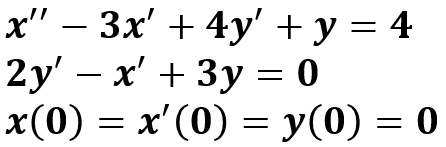 x′′ − 3x′ + 4y′ + y = 4
2y′ − x′ + 3y = 0
x(0) = x′(0) = y(0) = 0